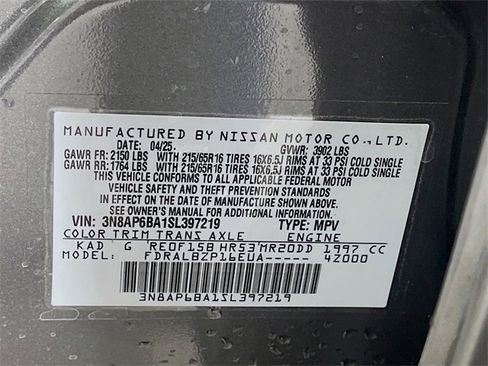 MANUFACTURED BY NISSAN MOTOR CO., LTD.
DATE 04/25. GVWR: 3902 LBS
GAWR FR: 2150 LBS WITH 215/65R16 TIRES 16X6.5J RIMS AT 33 PSI COLD SINGLE
GAWR RR: 1764 LBS WITH 215/65R16 TIRES 16X6.5J RIMS AT 33 PSI COLD SINGLE
THIS VEHICLE CONFORMS TO ALL APPLICABLE FEDERAL MOTOR
VEHICLE SAFETY AND THEFT PREVENTION STANDARDS
IN EFFECT ON THE DATE OF MANUFACTURE SHOWN ABOVE.
SEE OWNER'S MANUAL FOR ADDITIONAL INFORMATION
VIN: 3N8AP6BA1SL397219 TYPE: MPV
COLOR TRIM TRANS AXLE ENGINE
KAD G RE0F15B HR53 MR20DD 1997 CC
MODEL: FDRALBZP16EUA----- 42000
3N8AP6BA1SL397219